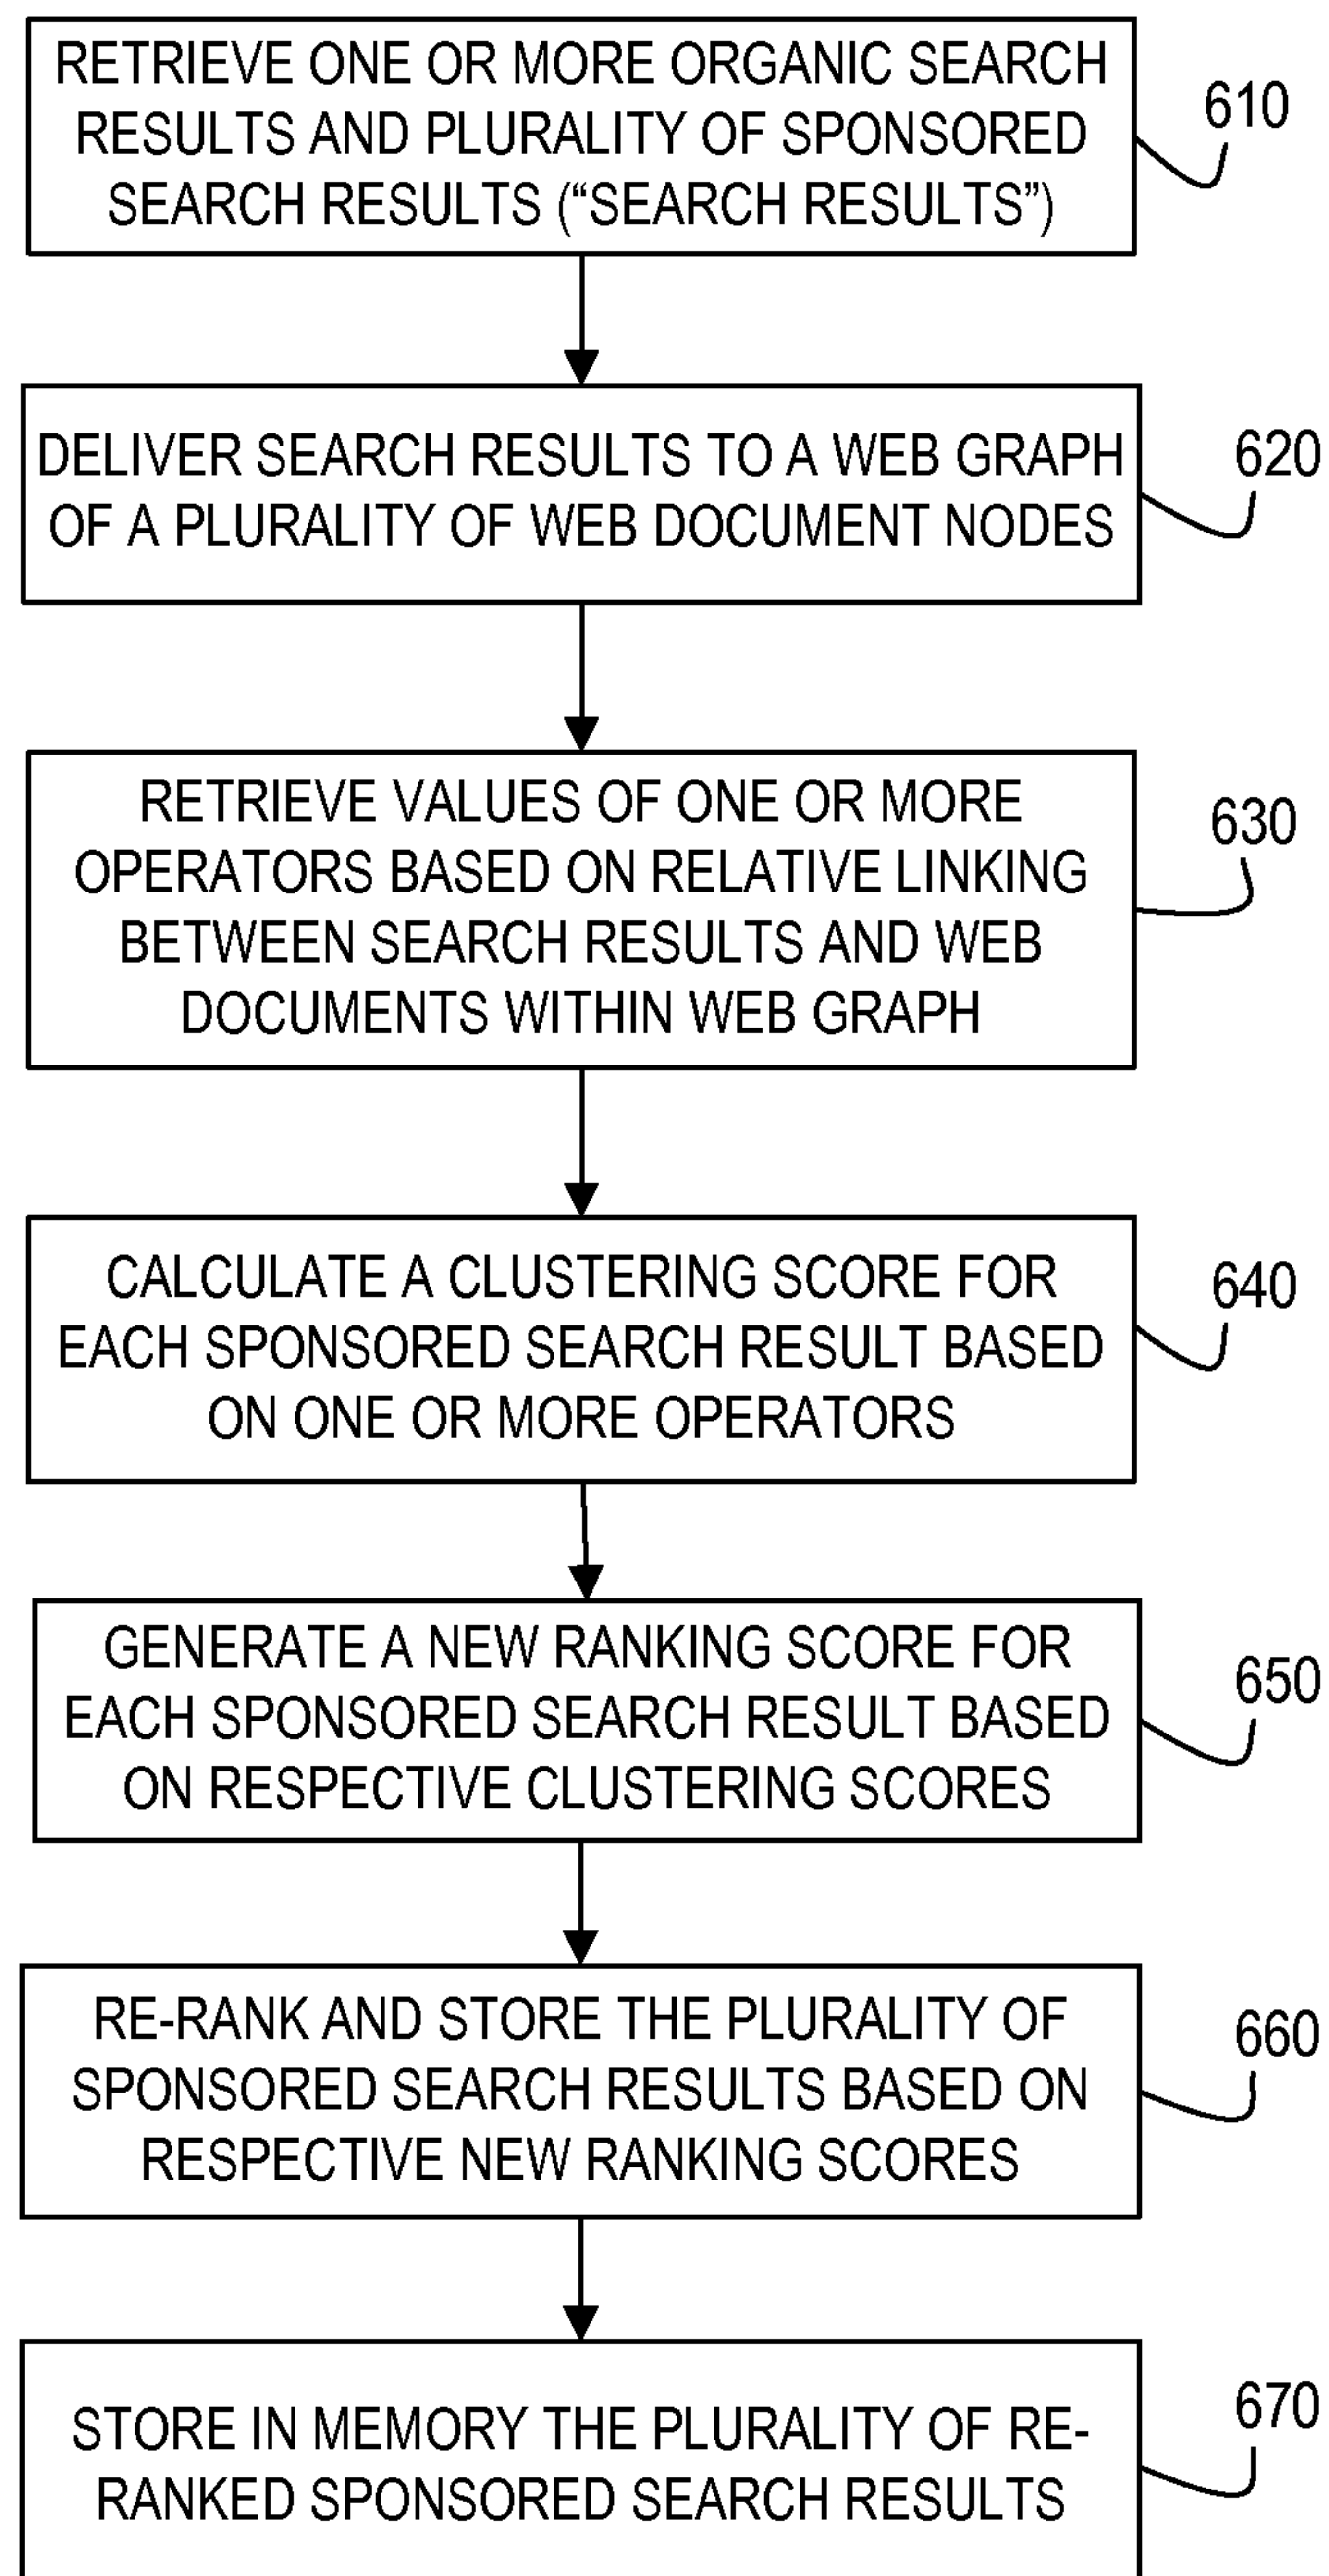 RETRIEVE ONE OR MORE ORGANIC SEARCH
RESULTS AND PLURALITY OF SPONSORED
SEARCH RESULTS (“SEARCH RESULTS”)
610
DELIVER SEARCH RESULTS TO A WEB GRAPH
OF A PLURALITY OF WEB DOCUMENT NODES
620
RETRIEVE VALUES OF ONE OR MORE
OPERATORS BASED ON RELATIVE LINKING
BETWEEN SEARCH RESULTS AND WEB
DOCUMENTS WITHIN WEB GRAPH
630
CALCULATE A CLUSTERING SCORE FOR
EACH SPONSORED SEARCH RESULT BASED
ON ONE OR MORE OPERATORS
640
GENERATE A NEW RANKING SCORE FOR
EACH SPONSORED SEARCH RESULT BASED
ON RESPECTIVE CLUSTERING SCORES
650
RE-RANK AND STORE THE PLURALITY OF
SPONSORED SEARCH RESULTS BASED ON
RESPECTIVE NEW RANKING SCORES
660
STORE IN MEMORY THE PLURALITY OF RE-
RANKED SPONSORED SEARCH RESULTS
670